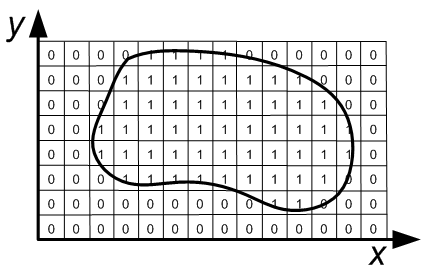 y
0 0 0 0 1 1 1 1 0 0 0 0 0 0
0 0 0 1 1 1 1 1 1 1 1 0 0 0
0 0 0 1 1 1 1 1 1 1 1 1 0 0
0 0 1 1 1 1 1 1 1 1 1 1 1 0
0 0 1 1 1 1 1 1 1 1 1 1 1 0
0 0 0 1 1 1 1 1 1 1 1 1 0 0
0 0 0 0 0 0 0 0 0 1 1 0 0 0
0 0 0 0 0 0 0 0 0 0 0 0 0 0
x